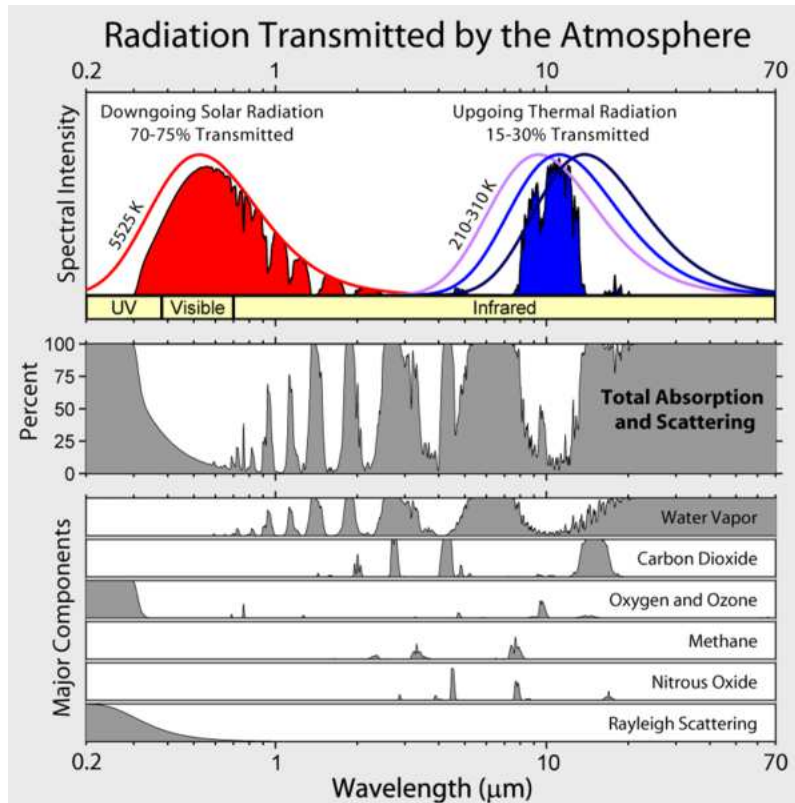 Radiation Transmitted by the Atmosphere
0.2 1 10 70
Downgoing Solar Radiation
70-75% Transmitted
Upgoing Thermal Radiation
15-30% Transmitted
Spectral Intensity
5525 K
210-310 K
UV Visible Infrared
Percent
100
75
50
25
0
Total Absorption
and Scattering
Major Components
Water Vapor
Carbon Dioxide
Oxygen and Ozone
Methane
Nitrous Oxide
Rayleigh Scattering
0.2 1 10 70
Wavelength (μm)